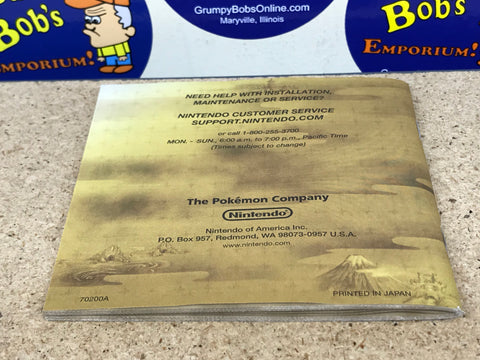 Bob's
EMPORIUM!
GrumpyBobsOnline.com
Maryville, Illinois
Bob's
EMPORIUM!
NEED HELP WITH INSTALLATION,
MAINTENANCE OR SERVICE?
NINTENDO CUSTOMER SERVICE
SUPPORT.NINTENDO.COM
or call 1-800-255-3700
MON. - SUN., 6:00 a.m. to 7:00 p.m., Pacific Time
(Times subject to change)
The Pokémon Company
Nintendo®
Nintendo of America Inc.
P.O. Box 957, Redmond, WA 98073-0957 U.S.A.
www.nintendo.com
70200A
PRINTED IN JAPAN